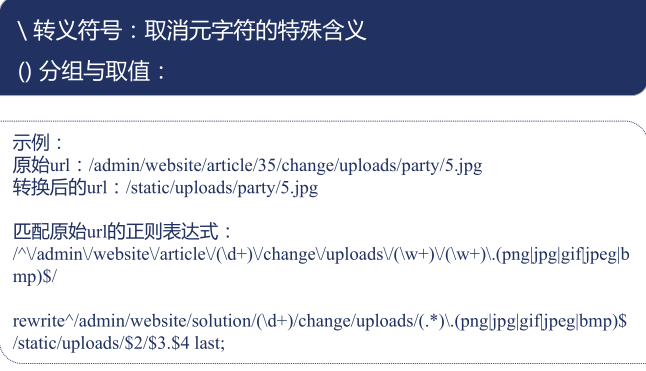 \ 转义符号：取消元字符的特殊含义
() 分组与取值：
示例：
原始url：/admin/website/article/35/change/uploads/party/5.jpg
转换后的url：/static/uploads/party/5.jpg
匹配原始url的正则表达式：
/^\/admin\/website\/article\/(\d+)\/change\/uploads\/(\w+)\/(\w+)\.(png|jpg|gif|jpeg|b
mp)$/
rewrite^/admin/website/solution/(\d+)/change/uploads/(.*)\.(png|jpg|gif|jpeg|bmp)$
/static/uploads/$2/$3.$4 last;